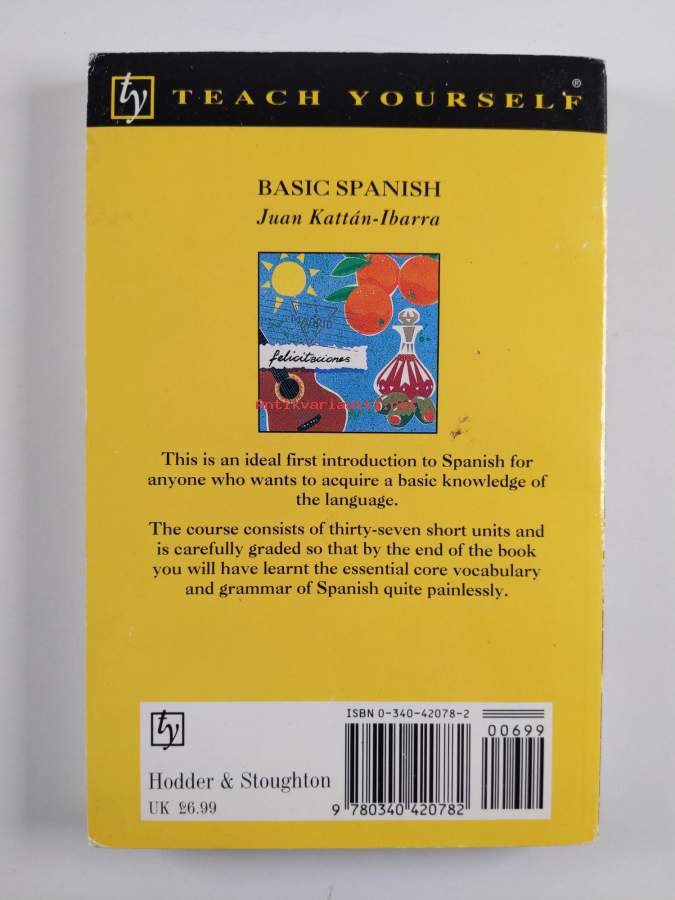 ty TEACH YOURSELF®
BASIC SPANISH
Juan Kattán-Ibarra
MADRID
felicitaciones
Antikvariaatti.net
This is an ideal first introduction to Spanish for
anyone who wants to acquire a basic knowledge of
the language.
The course consists of thirty-seven short units and
is carefully graded so that by the end of the book
you will have learnt the essential core vocabulary
and grammar of Spanish quite painlessly.
ty
ISBN 0-340-42078-2
00699
Hodder & Stoughton
UK £6.99
9 780340 420782